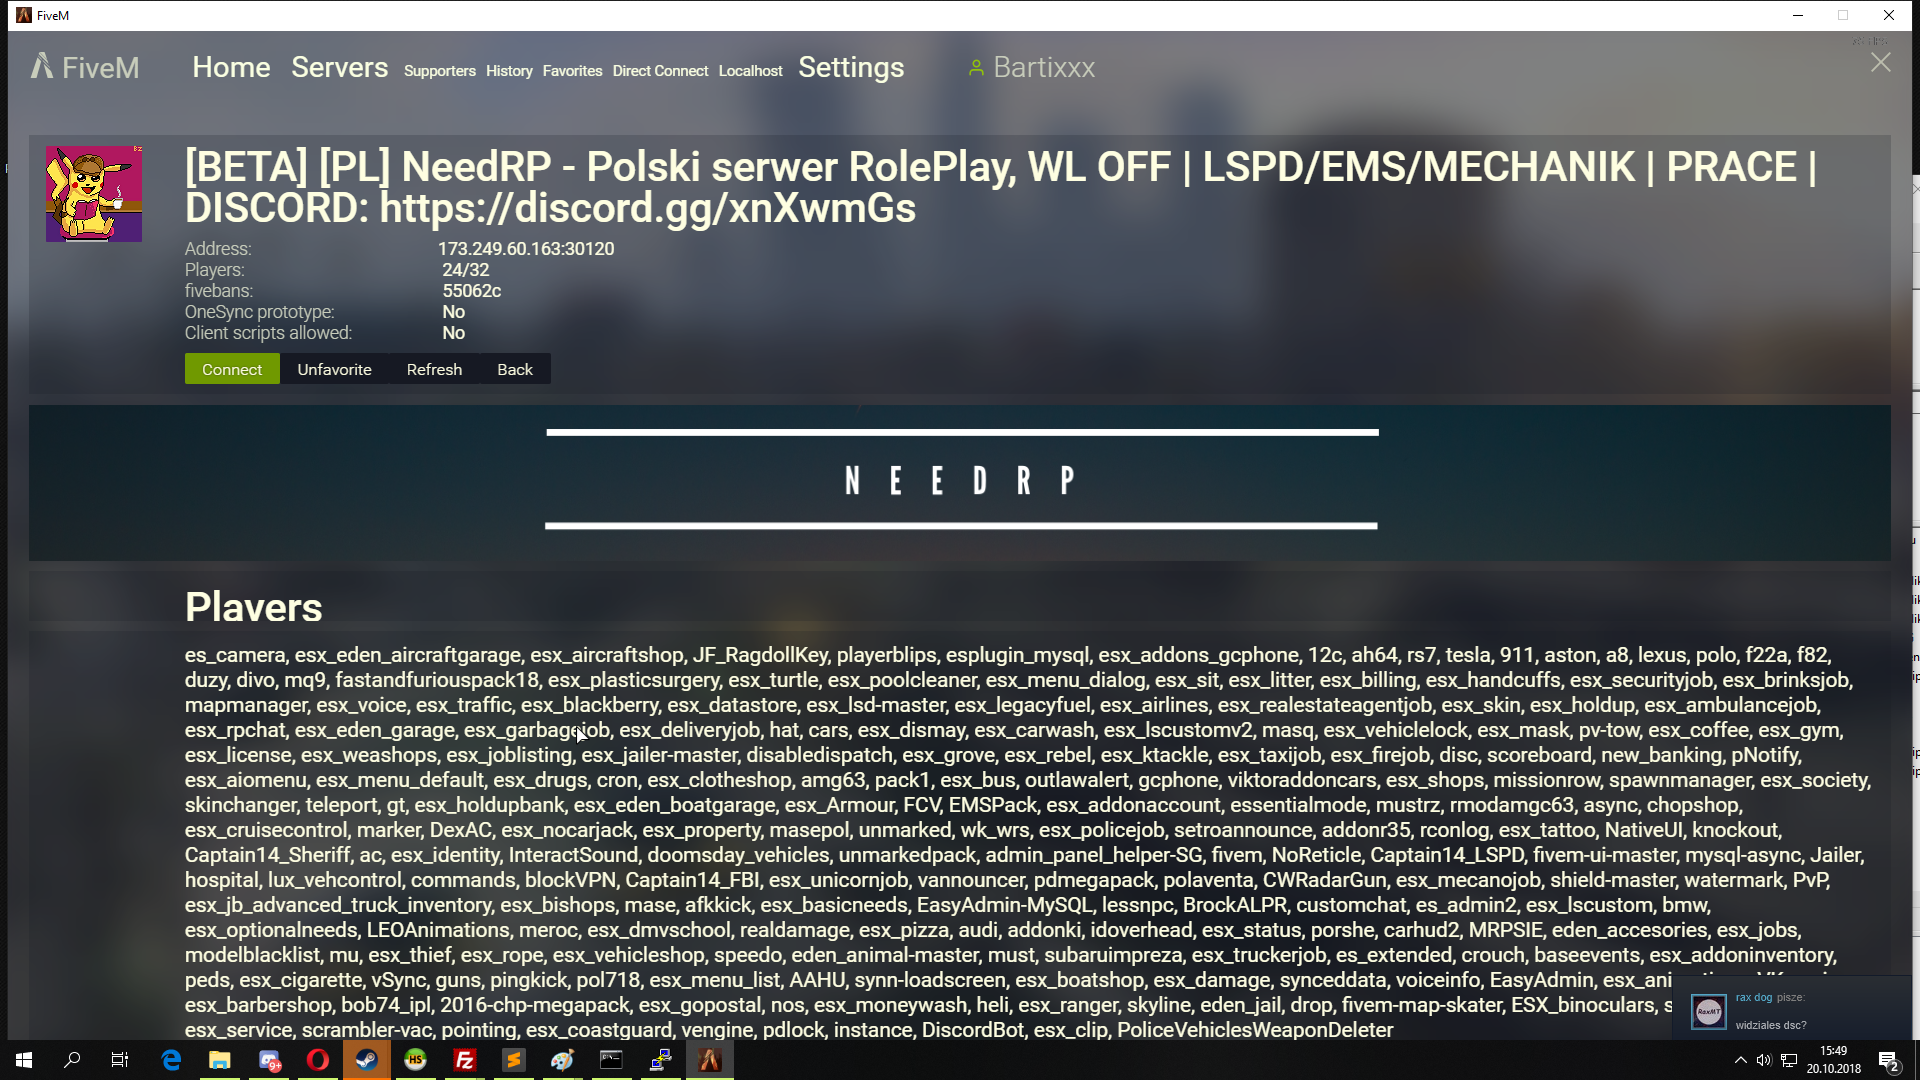 FiveM
FiveM
Home Servers Supporters History Favorites Direct Connect Localhost Settings Bartixxx
[BETA] [PL] NeedRP - Polski serwer RolePlay, WL OFF | LSPD/EMS/MECHANIK | PRACE |
DISCORD: https://discord.gg/xnXwmGs
Address: 173.249.60.163:30120
Players: 24/32
fivebans: 55062c
OneSync prototype: No
Client scripts allowed: No
Connect Unfavorite Refresh Back
NEEDRP
Players
es_camera, esx_eden_aircraftgarage, esx_aircraftshop, JF_RagdollKey, playerblips, esplugin_mysql, esx_addons_gcphone, 12c, ah64, rs7, tesla, 911, aston, a8, lexus, polo, f22a, f82,
duzy, divo, mq9, fastandfuriouspack18, esx_plasticsurgery, esx_turtle, esx_poolcleaner, esx_menu_dialog, esx_sit, esx_litter, esx_billing, esx_handcuffs, esx_securityjob, esx_brinksjob,
mapmanager, esx_voice, esx_traffic, esx_blackberry, esx_datastore, esx_lsd-master, esx_legacyfuel, esx_airlines, esx_realestateagentjob, esx_skin, esx_holdup, esx_ambulancejob,
esx_rpchat, esx_eden_garage, esx_garbagejob, esx_deliveryjob, hat, cars, esx_dismay, esx_carwash, esx_lscustomv2, masq, esx_vehiclelock, esx_mask, pv-tow, esx_coffee, esx_gym,
esx_license, esx_weashops, esx_joblisting, esx_jailer-master, disabledispatch, esx_grove, esx_rebel, esx_ktackle, esx_taxijob, esx_firejob, disc, scoreboard, new_banking, pNotify,
esx_aiomenu, esx_menu_default, esx_drugs, cron, esx_clotheshop, amg63, pack1, esx_bus, outlawalert, gcphone, viktoraddoncars, esx_shops, missionrow, spawnmanager, esx_society,
skinchanger, teleport, gt, esx_holdupbank, esx_eden_boatgarage, esx_Armour, FCV, EMSPack, esx_addonaccount, essentialmode, mustrz, rmodamgc63, async, chopshop,
esx_cruisecontrol, marker, DexAC, esx_nocarjack, esx_property, masepol, unmarked, wk_wrs, esx_policejob, setroannounce, addonr35, rconlog, esx_tattoo, NativeUI, knockout,
Captain14_Sheriff, ac, esx_identity, InteractSound, doomsday_vehicles, unmarkedpack, admin_panel_helper-SG, fivem, NoReticle, Captain14_LSPD, fivem-ui-master, mysql-async, Jailer,
hospital, lux_vehcontrol, commands, blockVPN, Captain14_FBI, esx_unicornjob, vannouncer, pdmegapack, polaventa, CWRadarGun, esx_mecanojob, shield-master, watermark, PvP,
esx_jb_advanced_truck_inventory, esx_bishops, mase, afkkick, esx_basicneeds, EasyAdmin-MySQL, lessnpc, BrockALPR, customchat, es_admin2, esx_lscustom, bmw,
esx_optionalneeds, LEOAnimations, meroc, esx_dmvschool, realdamage, esx_pizza, audi, addonki, idoverhead, esx_status, porshe, carhud2, MRPSIE, eden_accesories, esx_jobs,
modelblacklist, mu, esx_thief, esx_rope, esx_vehicleshop, speedo, eden_animal-master, must, subaruimpreza, esx_truckerjob, es_extended, crouch, baseevents, esx_addoninventory,
peds, esx_cigarette, vSync, guns, pingkick, pol718, esx_menu_list, AAHU, synn-loadscreen, esx_boatshop, esx_damage, synceddata, voiceinfo, EasyAdmin,
esx_barbershop, bob74_ipl, 2016-chp-megapack, esx_gopostal, nos, esx_moneywash, heli, esx_ranger, skyline, eden_jail, drop, fivem-map-skater, ESX_binoculars,
esx_service, scrambler-vac, pointing, esx_coastguard, vengine, pdlock, instance, DiscordBot, esx_clip, PoliceVehiclesWeaponDeleter
rax dog pisze:
RaxMT
widziales dsc?
15:49
20.10.2018